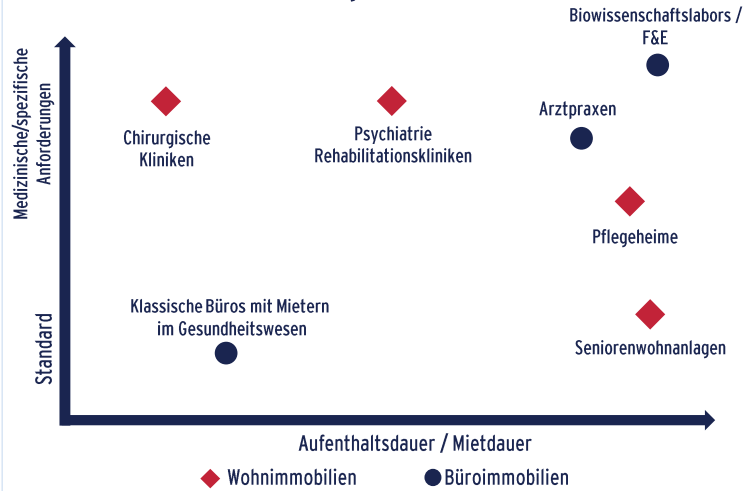 Biowissenschaftslabors /
F&E
Medizinische/spezifische
Anforderungen
Arztpraxen
Chirurgische
Kliniken
Psychiatrie
Rehabilitationskliniken
Pflegeheime
Klassische Büros mit Mietern
im Gesundheitswesen
Standard
Seniorenwohnanlagen
Aufenthaltsdauer / Mietdauer
Wohnimmobilien
Büroimmobilien